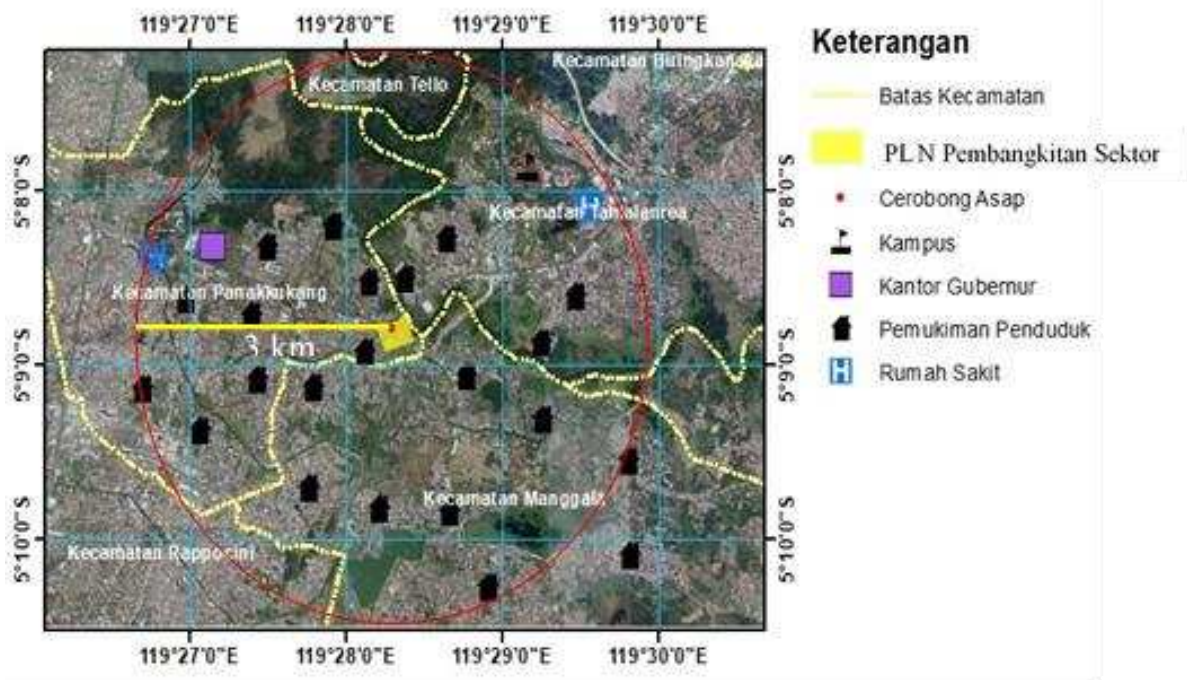 119°27'0"E 119°28'0"E 119°29'0"E 119°30'0"E
Kecamatan Tello
Kecamatan
5°8'0"S
5°8'0"S
Kecamatan
Kecamatan Panakkukang
3 km
5°9'0"S
5°9'0"S
Kecamatan Manggala
Kecamatan Rappocini
5°10'0"S
5°10'0"S
119°27'0"E 119°28'0"E 119°29'0"E 119°30'0"E
Keterangan
Batas Kecamatan
PLN Pembangkitan Sektor
Cerobong Asap
Kampus
Kantor Gubernur
Pemukiman Penduduk
H Rumah Sakit